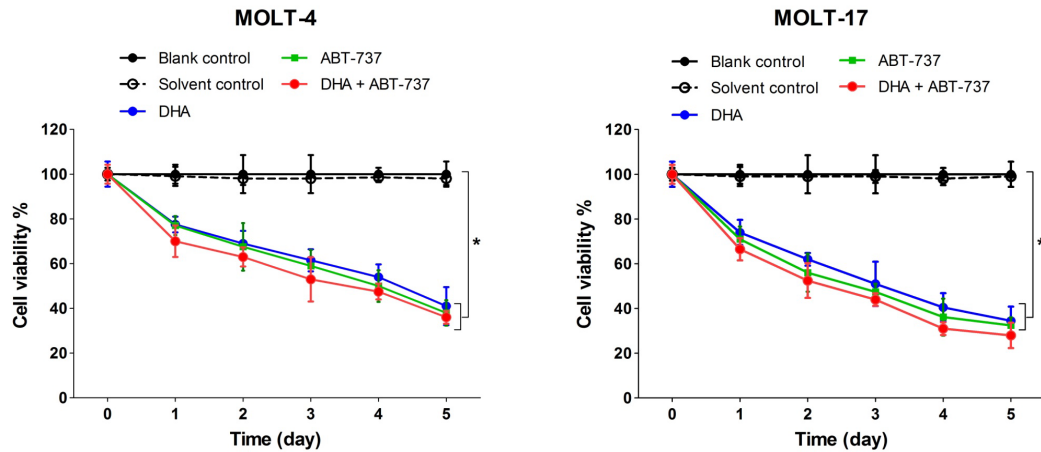 MOLT-4
Blank control
ABT-737
Solvent control
DHA + ABT-737
DHA
120
100
80
60
40
20
0
Cell viability %
*
0 1 2 3 4 5
Time (day)
MOLT-17
Blank control
ABT-737
Solvent control
DHA + ABT-737
DHA
120
100
80
60
40
20
0
Cell viability %
*
0 1 2 3 4 5
Time (day)